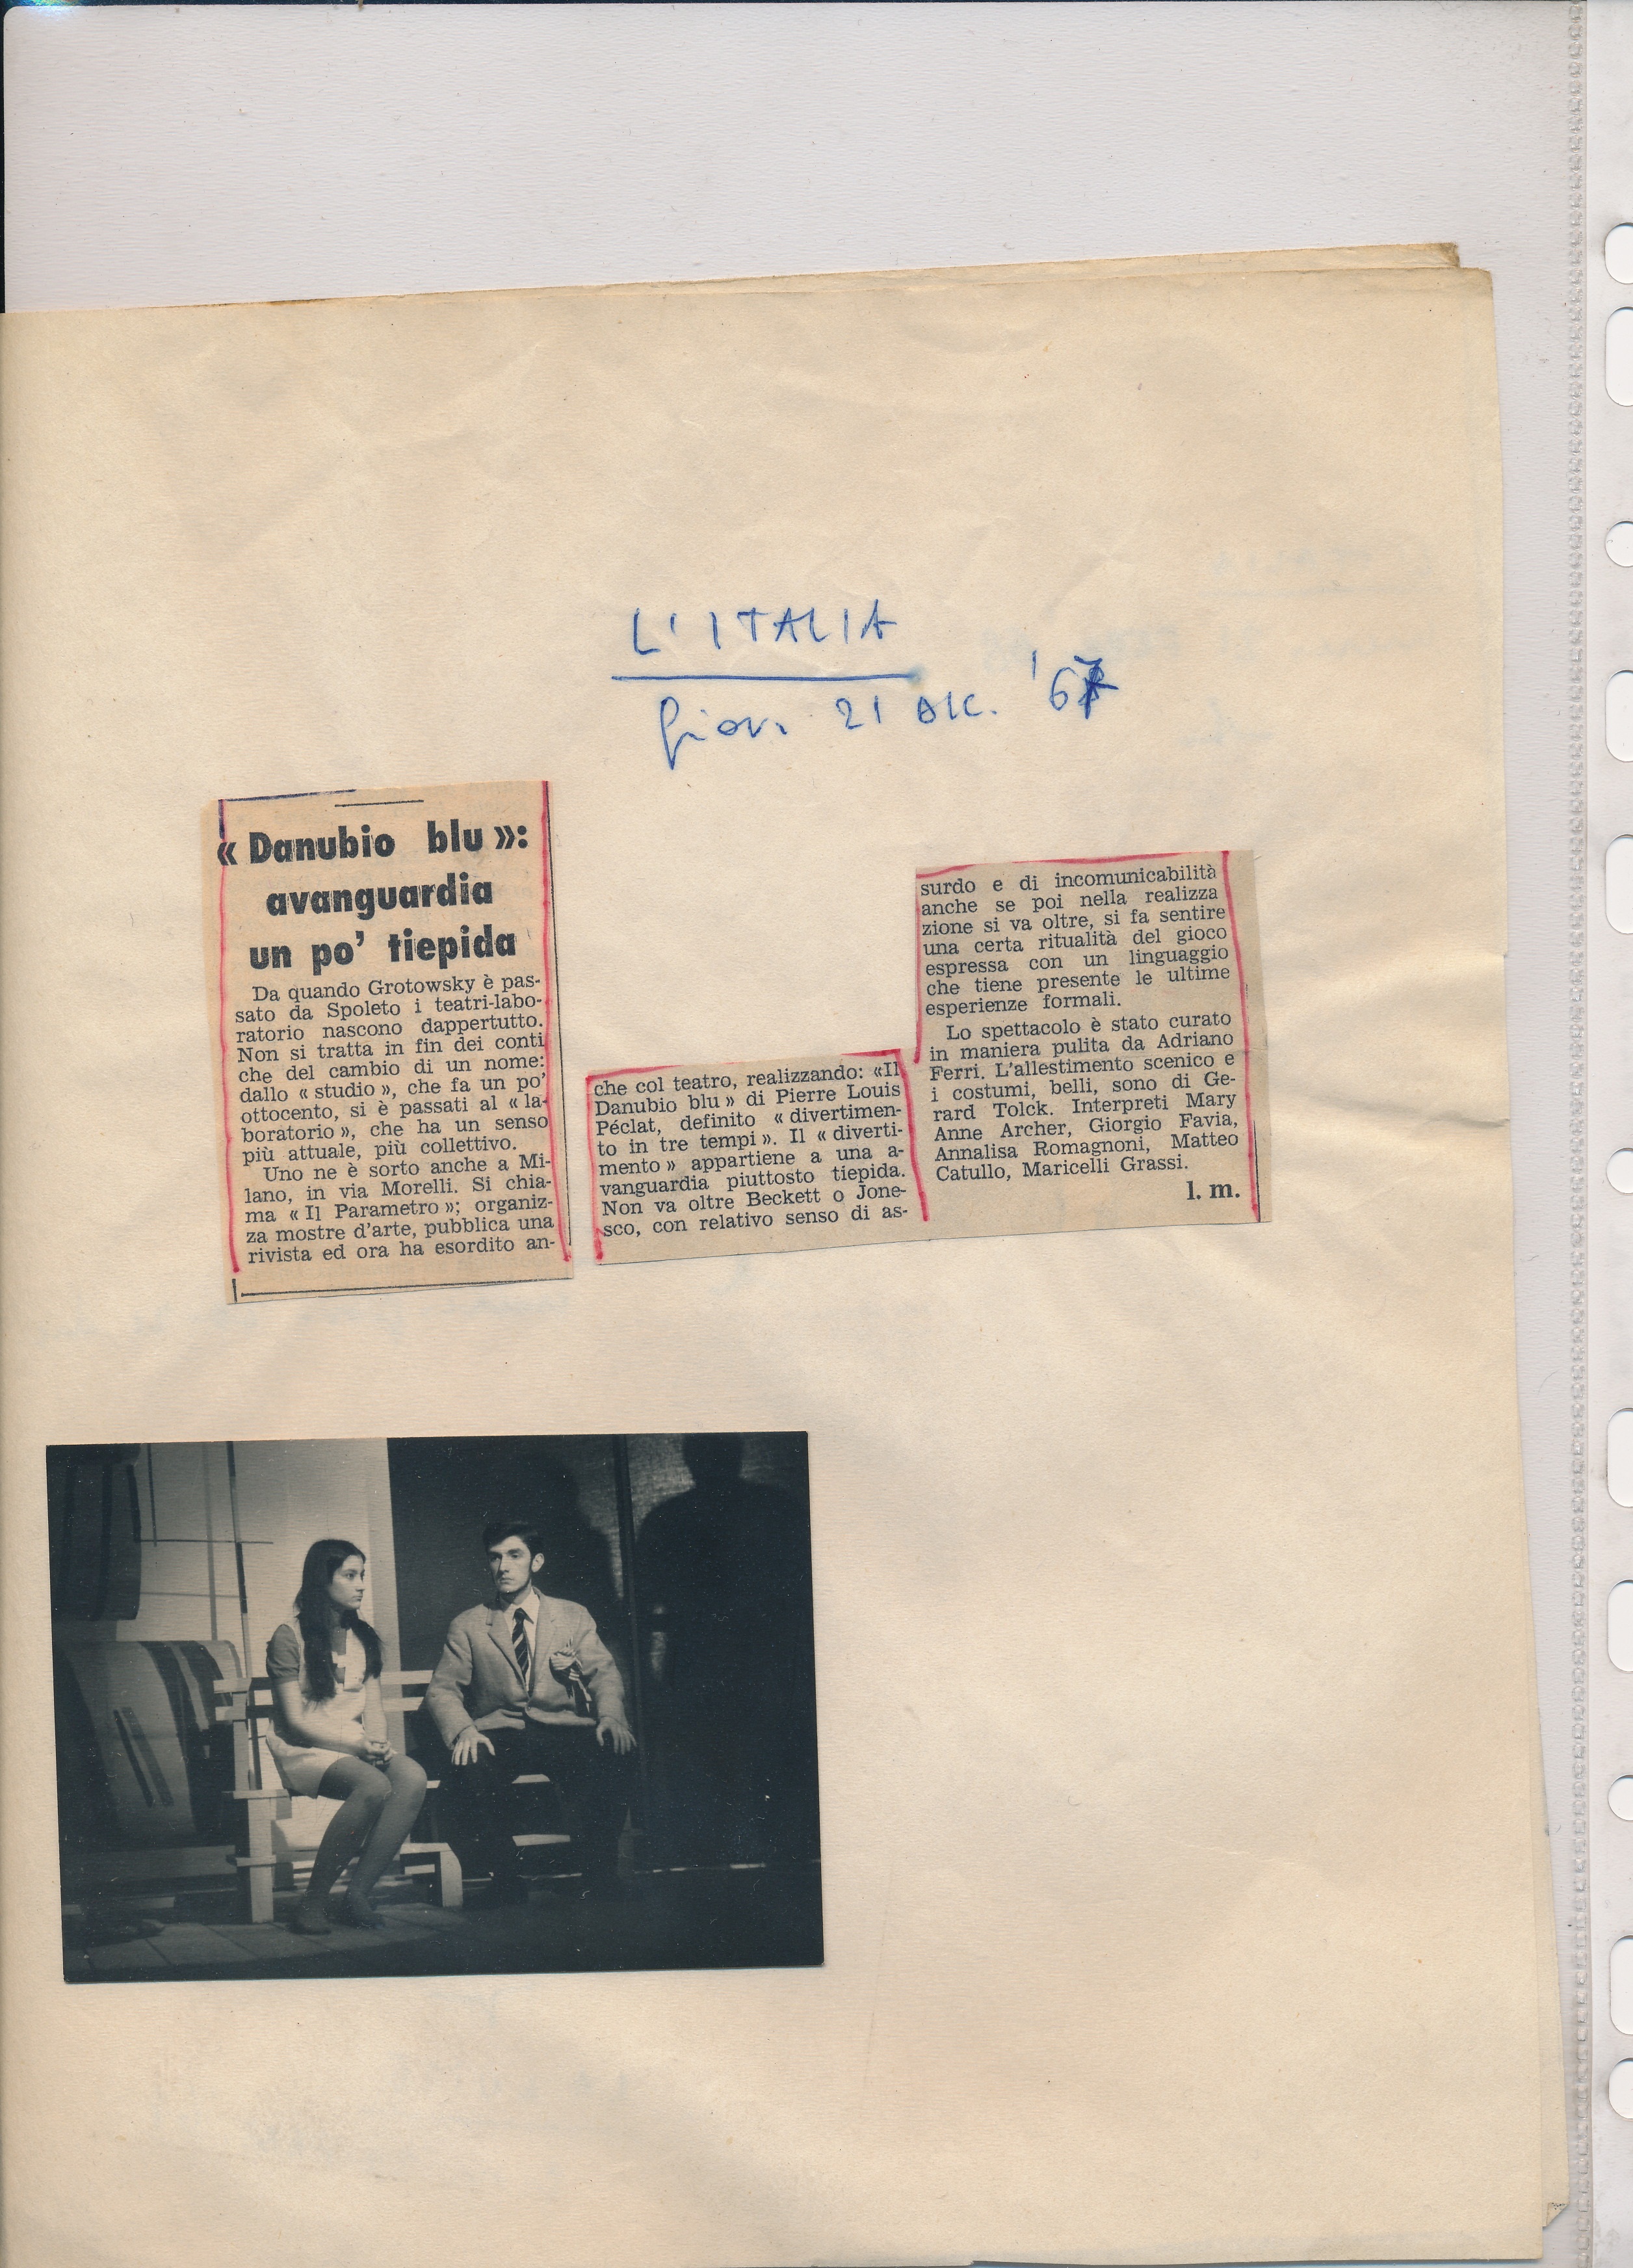 L'ITALIA
giov. 21 DIC. '67
« Danubio blu »:
avanguardia
un po' tiepida
Da quando Grotowsky è pas-
sato da Spoleto i teatri-labo-
ratorio nascono dappertutto.
Non si tratta in fin dei conti
che del cambio di un nome:
dallo « studio », che fa un po'
ottocento, si è passati al « la-
boratorio », che ha un senso
più attuale, più collettivo.
Uno ne è sorto anche a Mi-
lano, in via Morelli. Si chia-
ma « Il Parametro »; organiz-
za mostre d'arte, pubblica una
rivista ed ora ha esordito an-
che col teatro, realizzando: «Il
Danubio blu » di Pierre Louis
Péclat, definito « divertimen-
to in tre tempi ». Il « diverti-
mento » appartiene a una a-
vanguardia piuttosto tiepida.
Non va oltre Beckett o Jone-
sco, con relativo senso di as-
surdo e di incomunicabilità
anche se poi nella realizza
zione si va oltre, si fa sentire
una certa ritualità del gioco
espressa con un linguaggio
che tiene presente le ultime
esperienze formali.
Lo spettacolo è stato curato
in maniera pulita da Adriano
Ferri. L'allestimento scenico e
i costumi, belli, sono di Ge-
rard Tolck. Interpreti Mary
Anne Archer, Giorgio Favia,
Annalisa Romagnoni, Matteo
Catullo, Maricelli Grassi.
l. m.